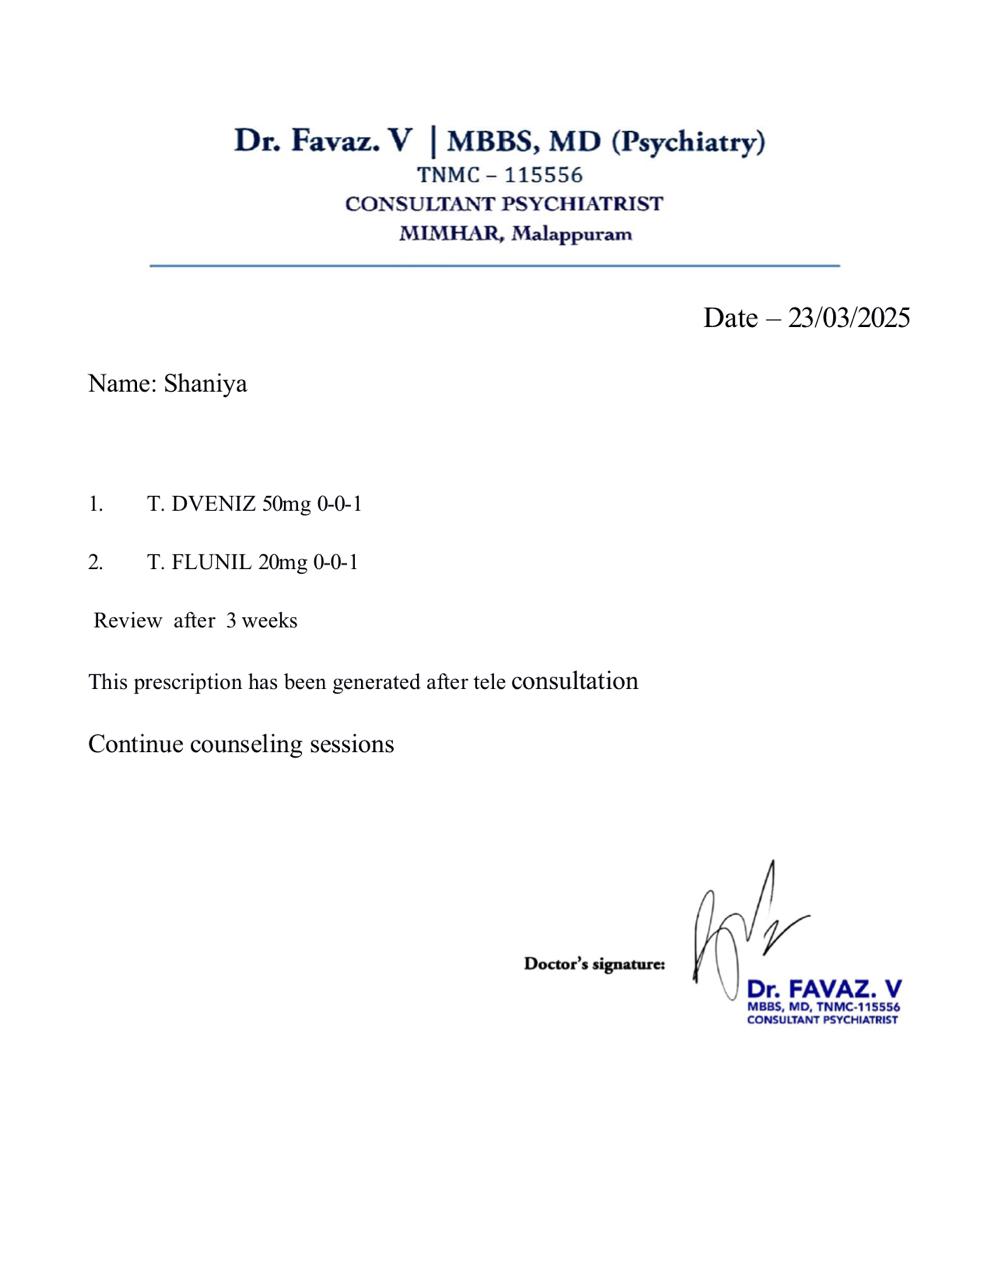 Dr. Favaz. V | MBBS, MD (Psychiatry)
TNMC – 115556
CONSULTANT PSYCHIATRIST
MIMHAR, Malappuram
Date – 23/03/2025
Name: Shaniya
1. T. DVENIZ 50mg 0-0-1
2. T. FLUNIL 20mg 0-0-1
Review after 3 weeks
This prescription has been generated after tele consultation
Continue counseling sessions
Doctor's signature:
Dr. FAVAZ. V
MBBS, MD, TNMC-115556
CONSULTANT PSYCHIATRIST